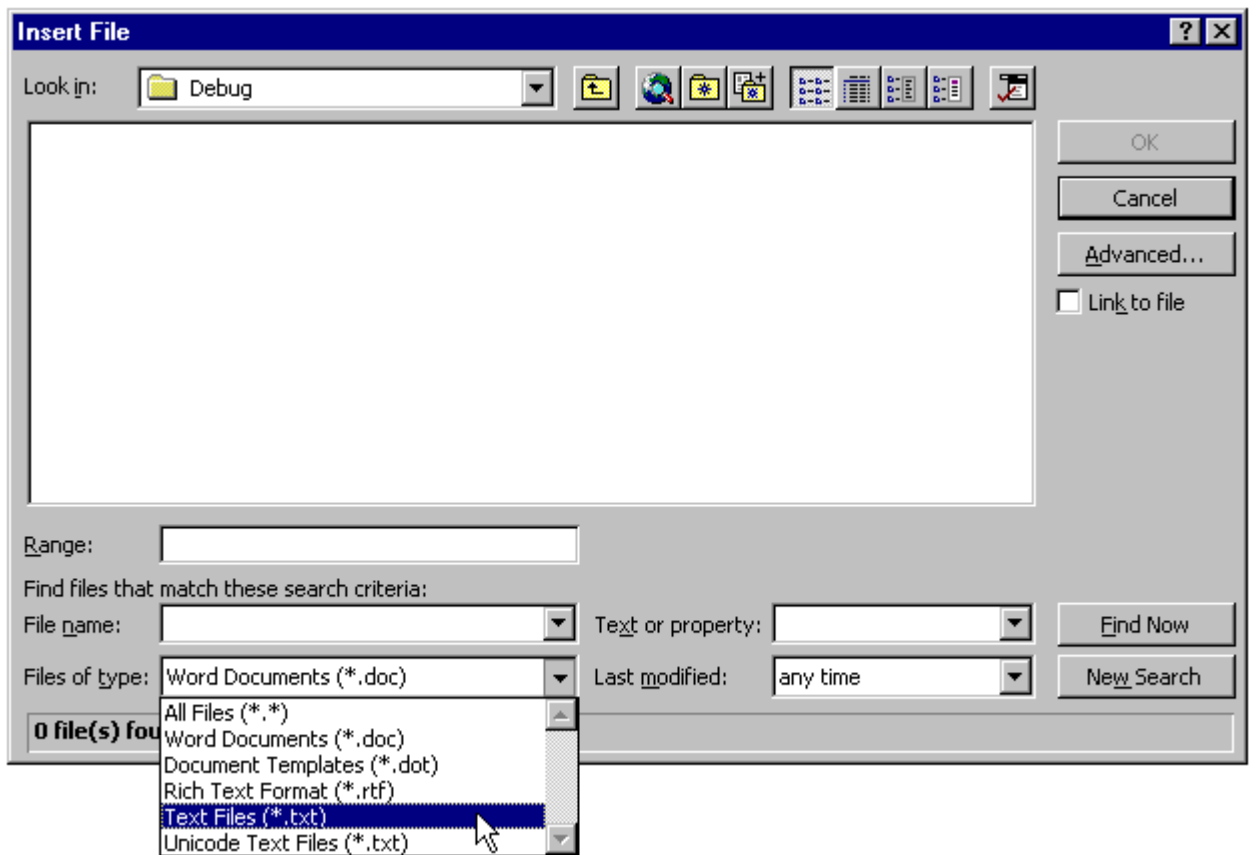 Insert File
Look in: Debug
OK
Cancel
Advanced...
Link to file
Range:
Find files that match these search criteria:
File name: Text or property: Find Now
Files of type: Word Documents (*.doc) Last modified: any time New Search
0 file(s) fou
All Files (*.*)
Word Documents (*.doc)
Document Templates (*.dot)
Rich Text Format (*.rtf)
Text Files (*.txt)
Unicode Text Files (*.txt)